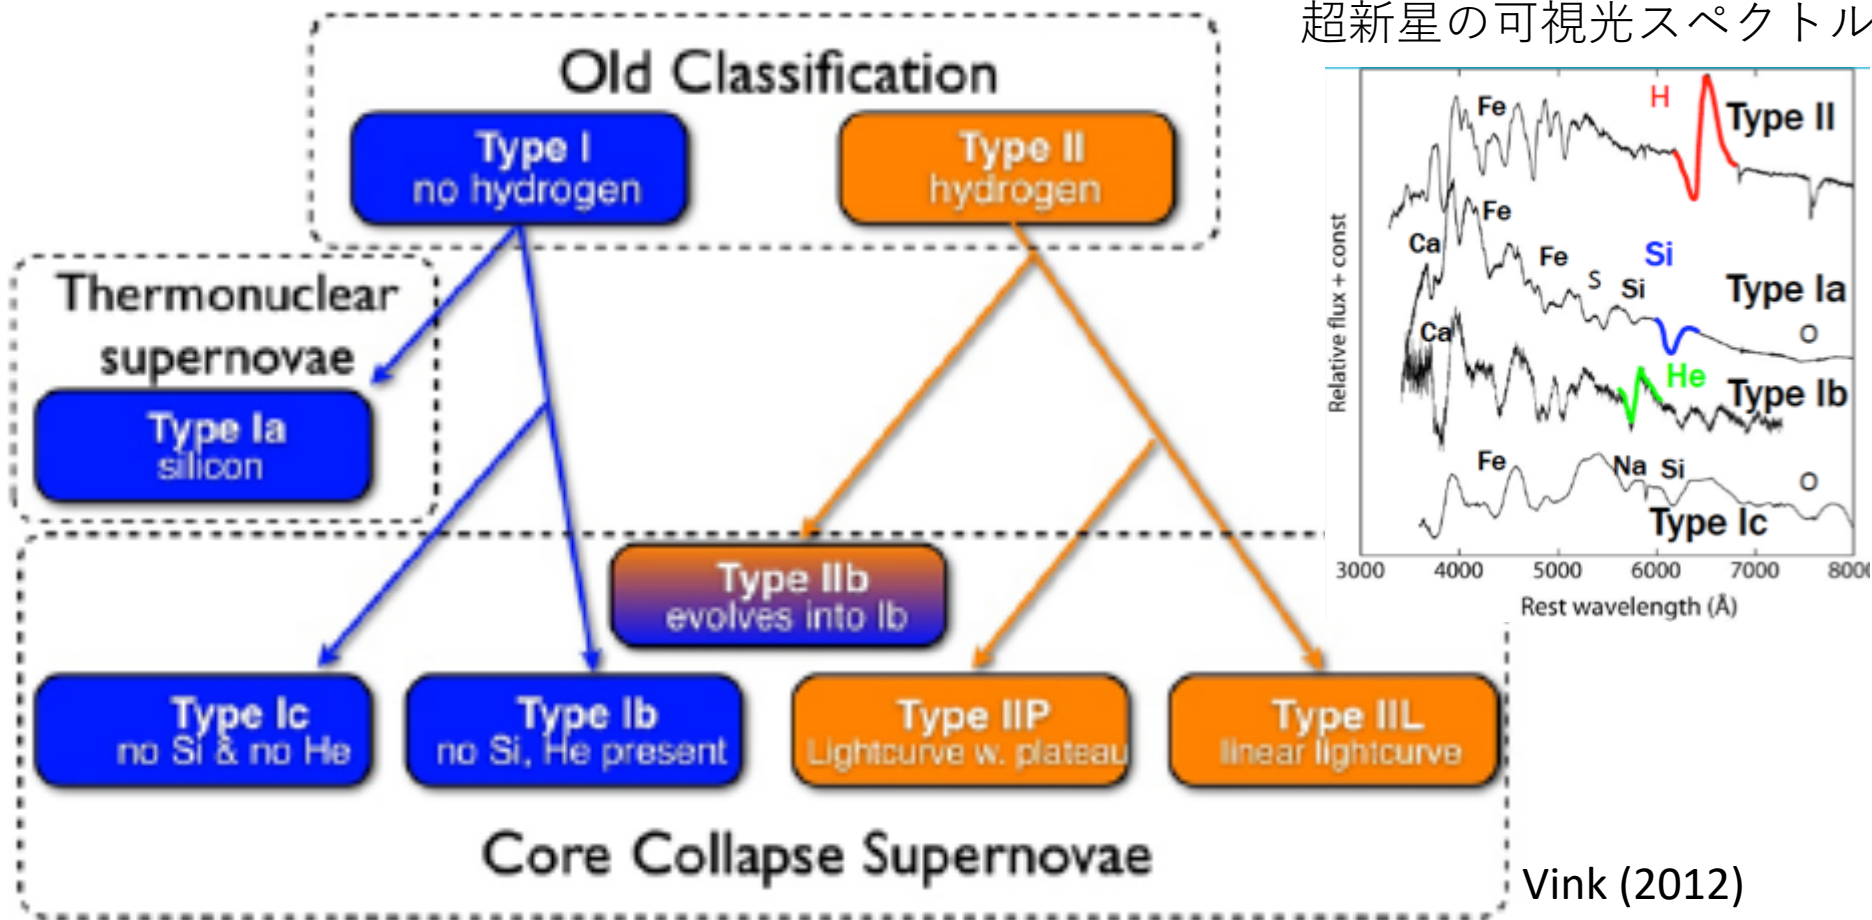 超新星の可視光スペクトル
Old Classification
Type I
no hydrogen
Type II
hydrogen
Thermonuclear
supernovae
Type Ia
silicon
Type IIb
evolves into Ib
Type Ic
no Si & no He
Type Ib
no Si, He present
Type IIP
Lightcurve w. plateau
Type IIL
linear lightcurve
Core Collapse Supernovae
Vink (2012)
Relative flux + const
Fe
H
Type II
Ca
Fe
Fe
S
Si
Si
Type Ia
O
Ca
He
Type Ib
Fe
Na
Si
O
Type Ic
3000 4000 5000 6000 7000 8000
Rest wavelength (Å)